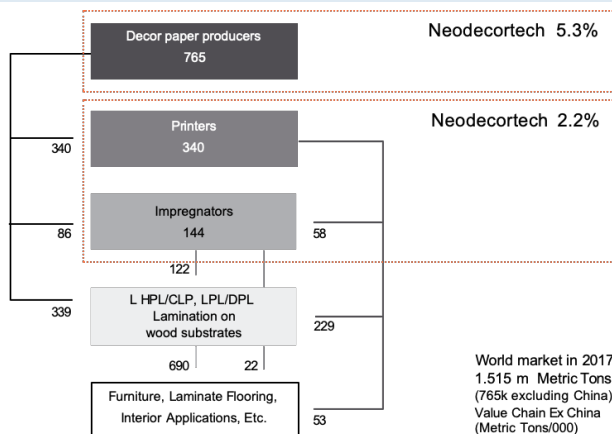 Decor paper producers
765
Neodecortech 5.3%
Printers
340
Neodecortech 2.2%
340
Impregnators
144
86
58
122
L HPL/CLP, LPL/DPL
Lamination on
wood substrates
339
229
690
22
Furniture, Laminate Flooring,
Interior Applications, Etc.
53
World market in 2017
1.515 m Metric Tons
(765k excluding China)
Value Chain Ex China
(Metric Tons/000)